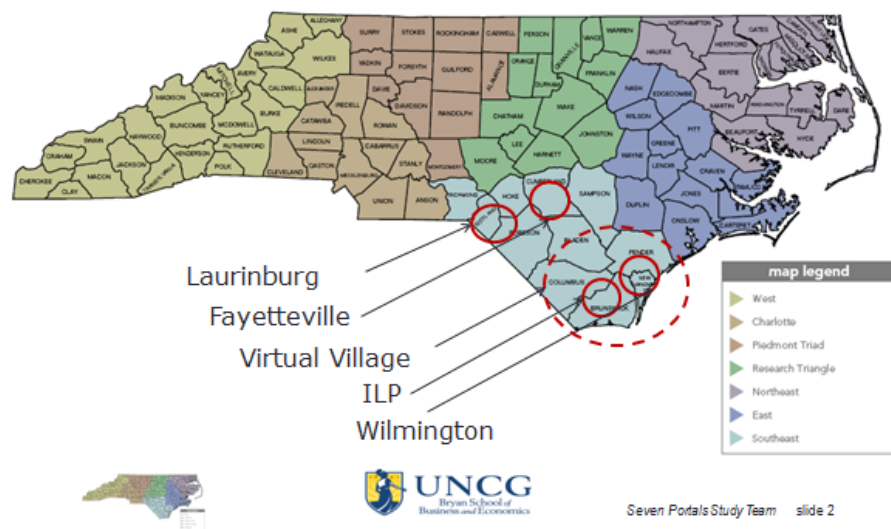 ALLEGHANY
ASHE
SURRY
STOKES
ROCKINGHAM
CASWELL
PERSON
VANCE
WARREN
NORTHAMPTON
GATES
HERTFORD
HALIFAX
WATAUGA
WILKES
YADKIN
FORSYTH
GUILFORD
ALAMANCE
ORANGE
DURHAM
GRANVILLE
FRANKLIN
BERTIE
MITCHELL
AVERY
CALDWELL
ALEXANDER
IREDELL
DAVIE
DAVIDSON
RANDOLPH
CHATHAM
WAKE
NASH
EDGECOMBE
MARTIN
WASHINGTON
TYRRELL
DARE
MADISON
YANCEY
BURKE
CATAWBA
ROWAN
WILSON
PITT
BEAUFORT
HYDE
HAYWOOD
BUNCOMBE
MCDOWELL
LINCOLN
CABARRUS
STANLY
MONTGOMERY
MOORE
LEE
HARNETT
JOHNSTON
WAYNE
GREENE
LENOIR
CRAVEN
PAMLICO
SWAIN
GRAHAM
JACKSON
HENDERSON
RUTHERFORD
POLK
CLEVELAND
GASTON
MECKLENBURG
UNION
ANSON
CHEROKEE
CLAY
MACON
RICHMOND
HOKE
CUMBERLAND
SAMPSON
DUPLIN
JONES
ONSLOW
CARTERET
BLADEN
PENDER
COLUMBUS
BRUNSWICK
Laurinburg
Fayetteville
Virtual Village
ILP
Wilmington
map legend
West
Charlotte
Piedmont Triad
Research Triangle
Northeast
East
Southeast
UNCG
Bryan School of
Business and Economics
Seven Portals Study Team slide 2